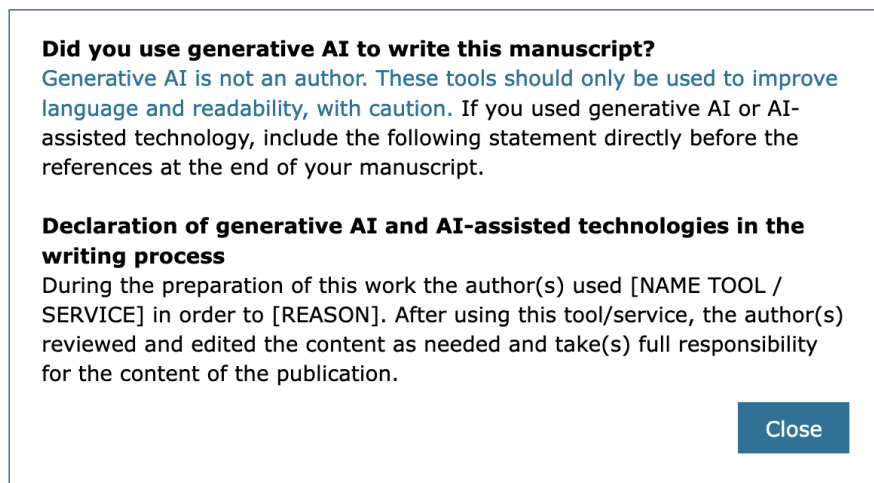 Did you use generative AI to write this manuscript?
Generative AI is not an author. These tools should only be used to improve
language and readability, with caution. If you used generative AI or AI-
assisted technology, include the following statement directly before the
references at the end of your manuscript.
Declaration of generative AI and AI-assisted technologies in the
writing process
During the preparation of this work the author(s) used [NAME TOOL /
SERVICE] in order to [REASON]. After using this tool/service, the author(s)
reviewed and edited the content as needed and take(s) full responsibility
for the content of the publication.
Close